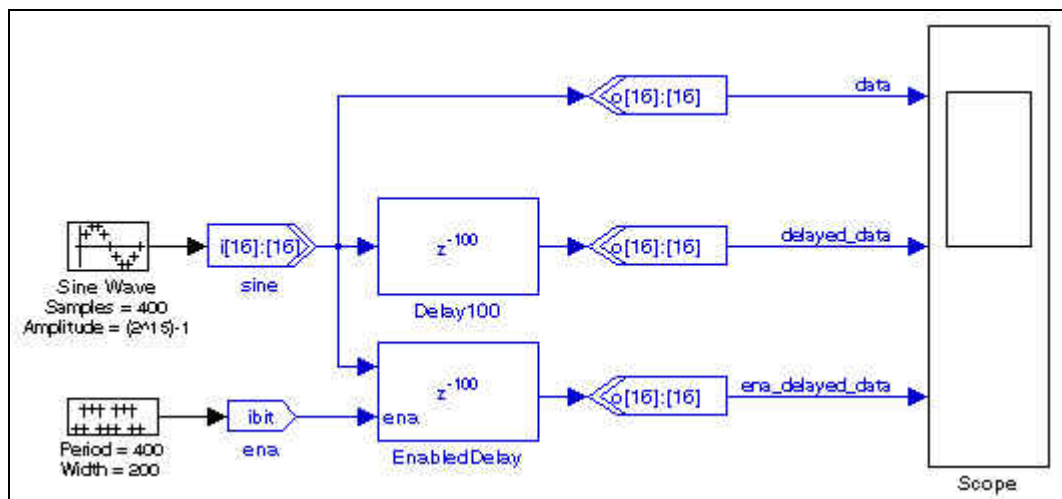 o[16]:[16]
data
i[16]:[16]
sine
Sine Wave
Samples = 400
Amplitude = (2^15)-1
z-100
Delay100
o[16]:[16]
delayed_data
Period = 400
Width = 200
ibit
ena
z-100
ena
EnabledDelay
o[16]:[16]
ena_delayed_data
Scope